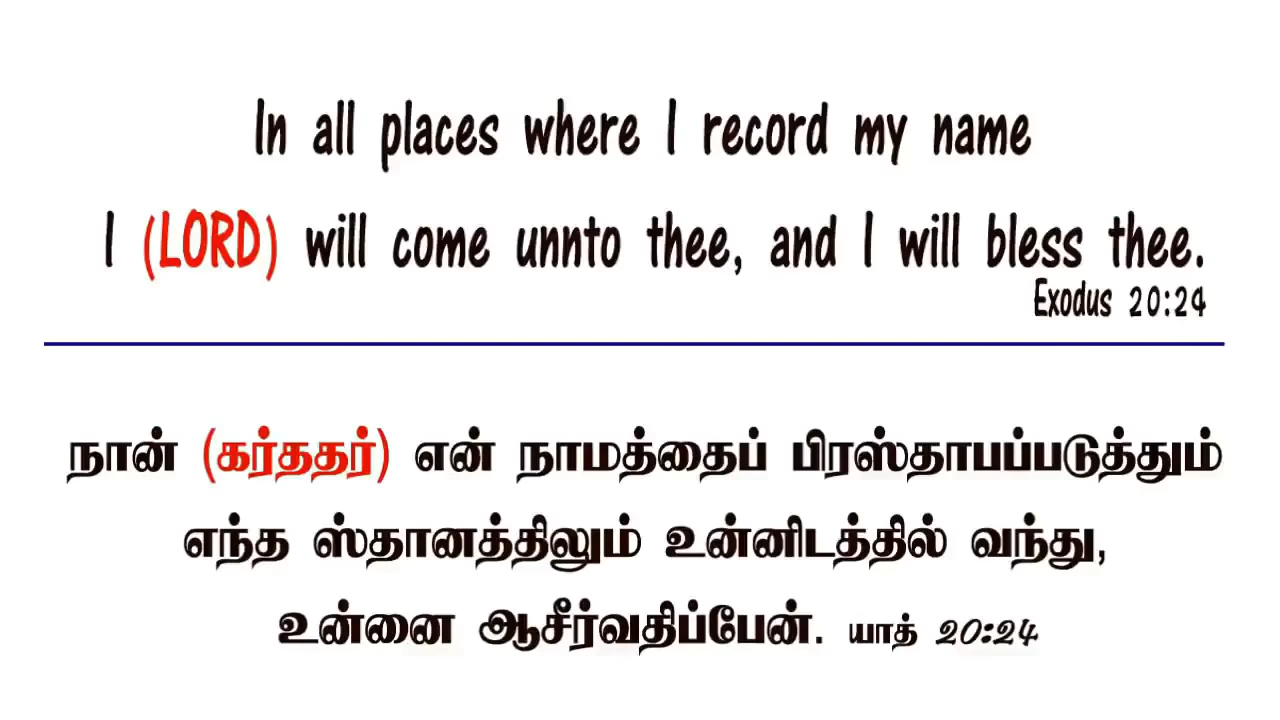 In all places where I record my name
I (LORD) will come unnto thee, and I will bless thee.
Exodus 20:24
நான் (கர்ததர்) என் நாமத்தைப் பிரஸ்தாபப்படுத்தும்
எந்த ஸ்தானத்திலும் உன்னிடத்தில் வந்து,
உன்னை ஆசீர்வதிப்பேன். யாத் 20:24